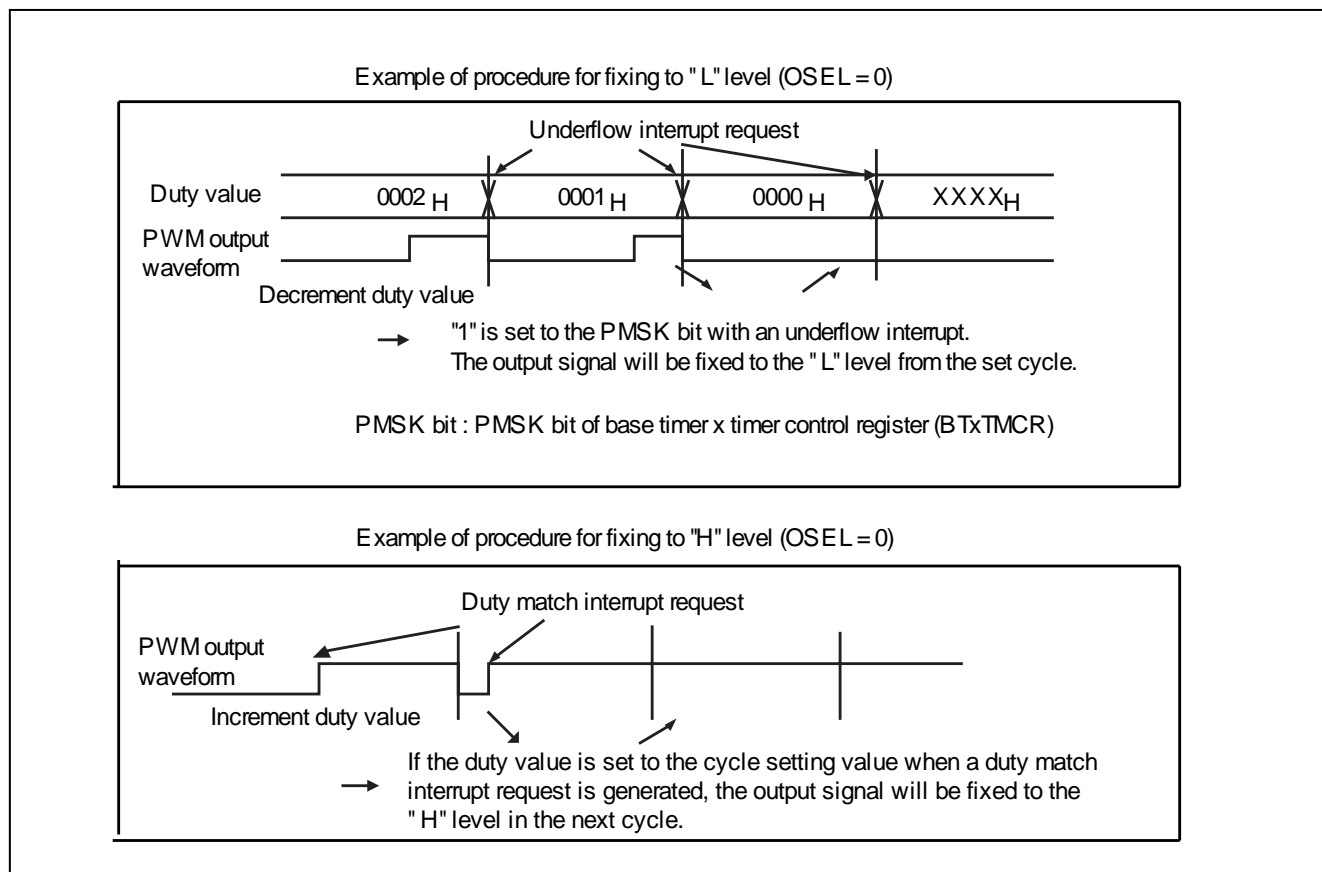 Example of procedure for fixing to "L" level (OSEL = 0)
Underflow interrupt request
Duty value 0002 H 0001 H 0000 H XXXX H
PWM output
waveform
Decrement duty value
"1" is set to the PMSK bit with an underflow interrupt.
The output signal will be fixed to the "L" level from the set cycle.
PMSK bit : PMSK bit of base timer x timer control register (BTxTMCR)
Example of procedure for fixing to "H" level (OSEL = 0)
Duty match interrupt request
PWM output
waveform
Increment duty value
If the duty value is set to the cycle setting value when a duty match
interrupt request is generated, the output signal will be fixed to the
"H" level in the next cycle.